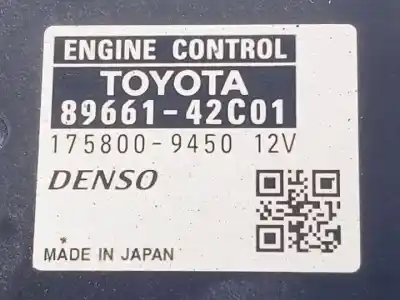 ENGINE CONTROL
TOYOTA
89661-42C01
175800-9450 12V
DENSO
MADE IN JAPAN